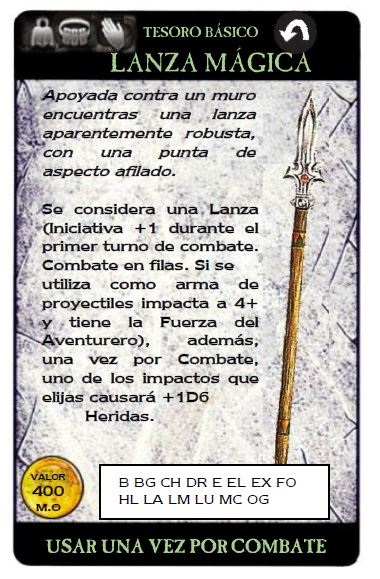 TESORO BÁSICO
LANZA MÁGICA
Apoyada contra un muro
encuentras una lanza
aparentemente robusta,
con una punta de
aspecto afilado.
Se considera una Lanza
(Iniciativa +1 durante el
primer turno de combate.
Combate en filas. Si se
utiliza como arma de
proyectiles impacta a 4+
y tiene la Fuerza del
Aventurero), además,
una vez por Combate,
uno de los impactos que
elijas causará +1D6
Heridas.
VALOR
400
M.O
B BG CH DR E EL EX FO
HL LA LM LU MC OG
USAR UNA VEZ POR COMBATE